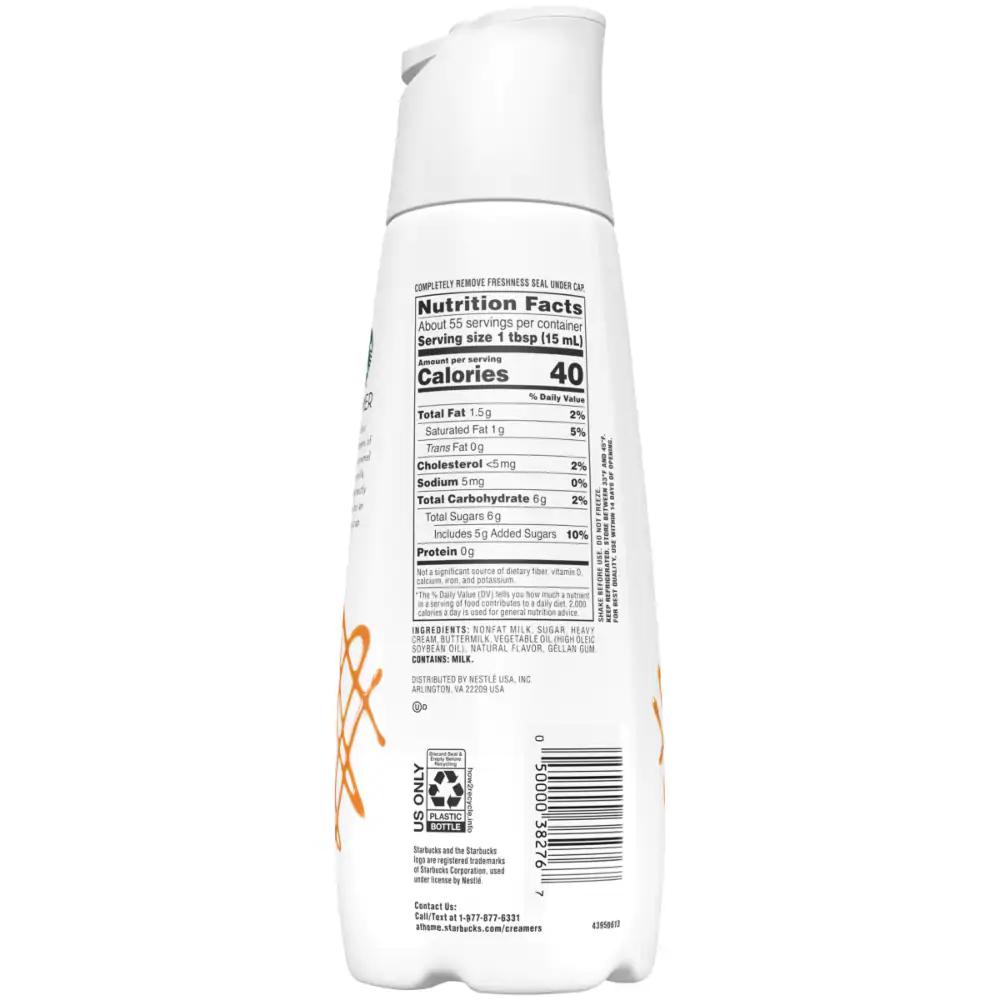 COMPLETELY REMOVE FRESHNESS SEAL UNDER CAP.
Nutrition Facts
About 55 servings per container
Serving size 1 tbsp (15 mL)
Amount per serving
Calories 40
% Daily Value
Total Fat 1.5g 2%
Saturated Fat 1g 5%
Trans Fat 0g
Cholesterol <5mg 2%
Sodium 5mg 0%
Total Carbohydrate 6g 2%
Total Sugars 6g
Includes 5g Added Sugars 10%
Protein 0g
Not a significant source of dietary fiber, vitamin D,
calcium, iron, and potassium.
*The % Daily Value (DV) tells you how much a nutrient
in a serving of food contributes to a daily diet. 2,000
calories a day is used for general nutrition advice.
SHAKE BEFORE USE. DO NOT FREEZE.
KEEP REFRIGERATED. STORE BETWEEN 33°F AND 45°F.
FOR BEST QUALITY, USE WITHIN 14 DAYS OF OPENING.
INGREDIENTS: NONFAT MILK, SUGAR, HEAVY
CREAM, BUTTERMILK, VEGETABLE OIL (HIGH OLEIC
SOYBEAN OIL), NATURAL FLAVOR, GELLAN GUM.
CONTAINS: MILK.
DISTRIBUTED BY NESTLÉ USA, INC.
ARLINGTON, VA 22209 USA
U D
US ONLY
Discard Seal &
Empty Before
Recycling
PLASTIC
BOTTLE
how2recycle.info
0 50000 38276 7
Starbucks and the Starbucks
logo are registered trademarks
of Starbucks Corporation, used
under license by Nestlé.
Contact Us:
Call/Text at 1-977-877-6331
athome.starbucks.com/creamers
43950613